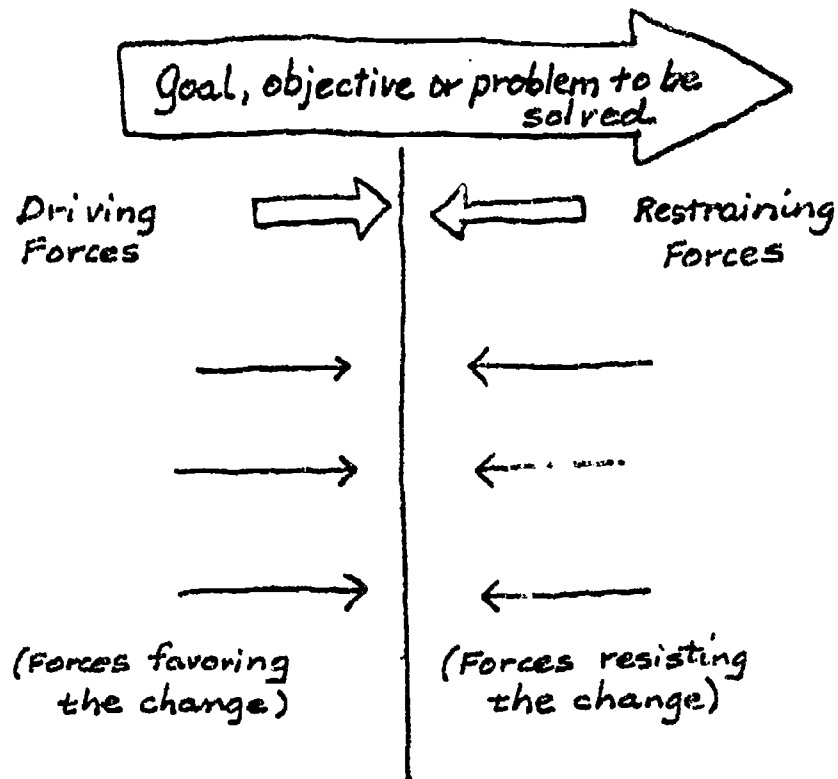 Goal, objective or problem to be
solved.
Driving
Forces
Restraining
Forces
(Forces favoring
the change)
(Forces resisting
the change)